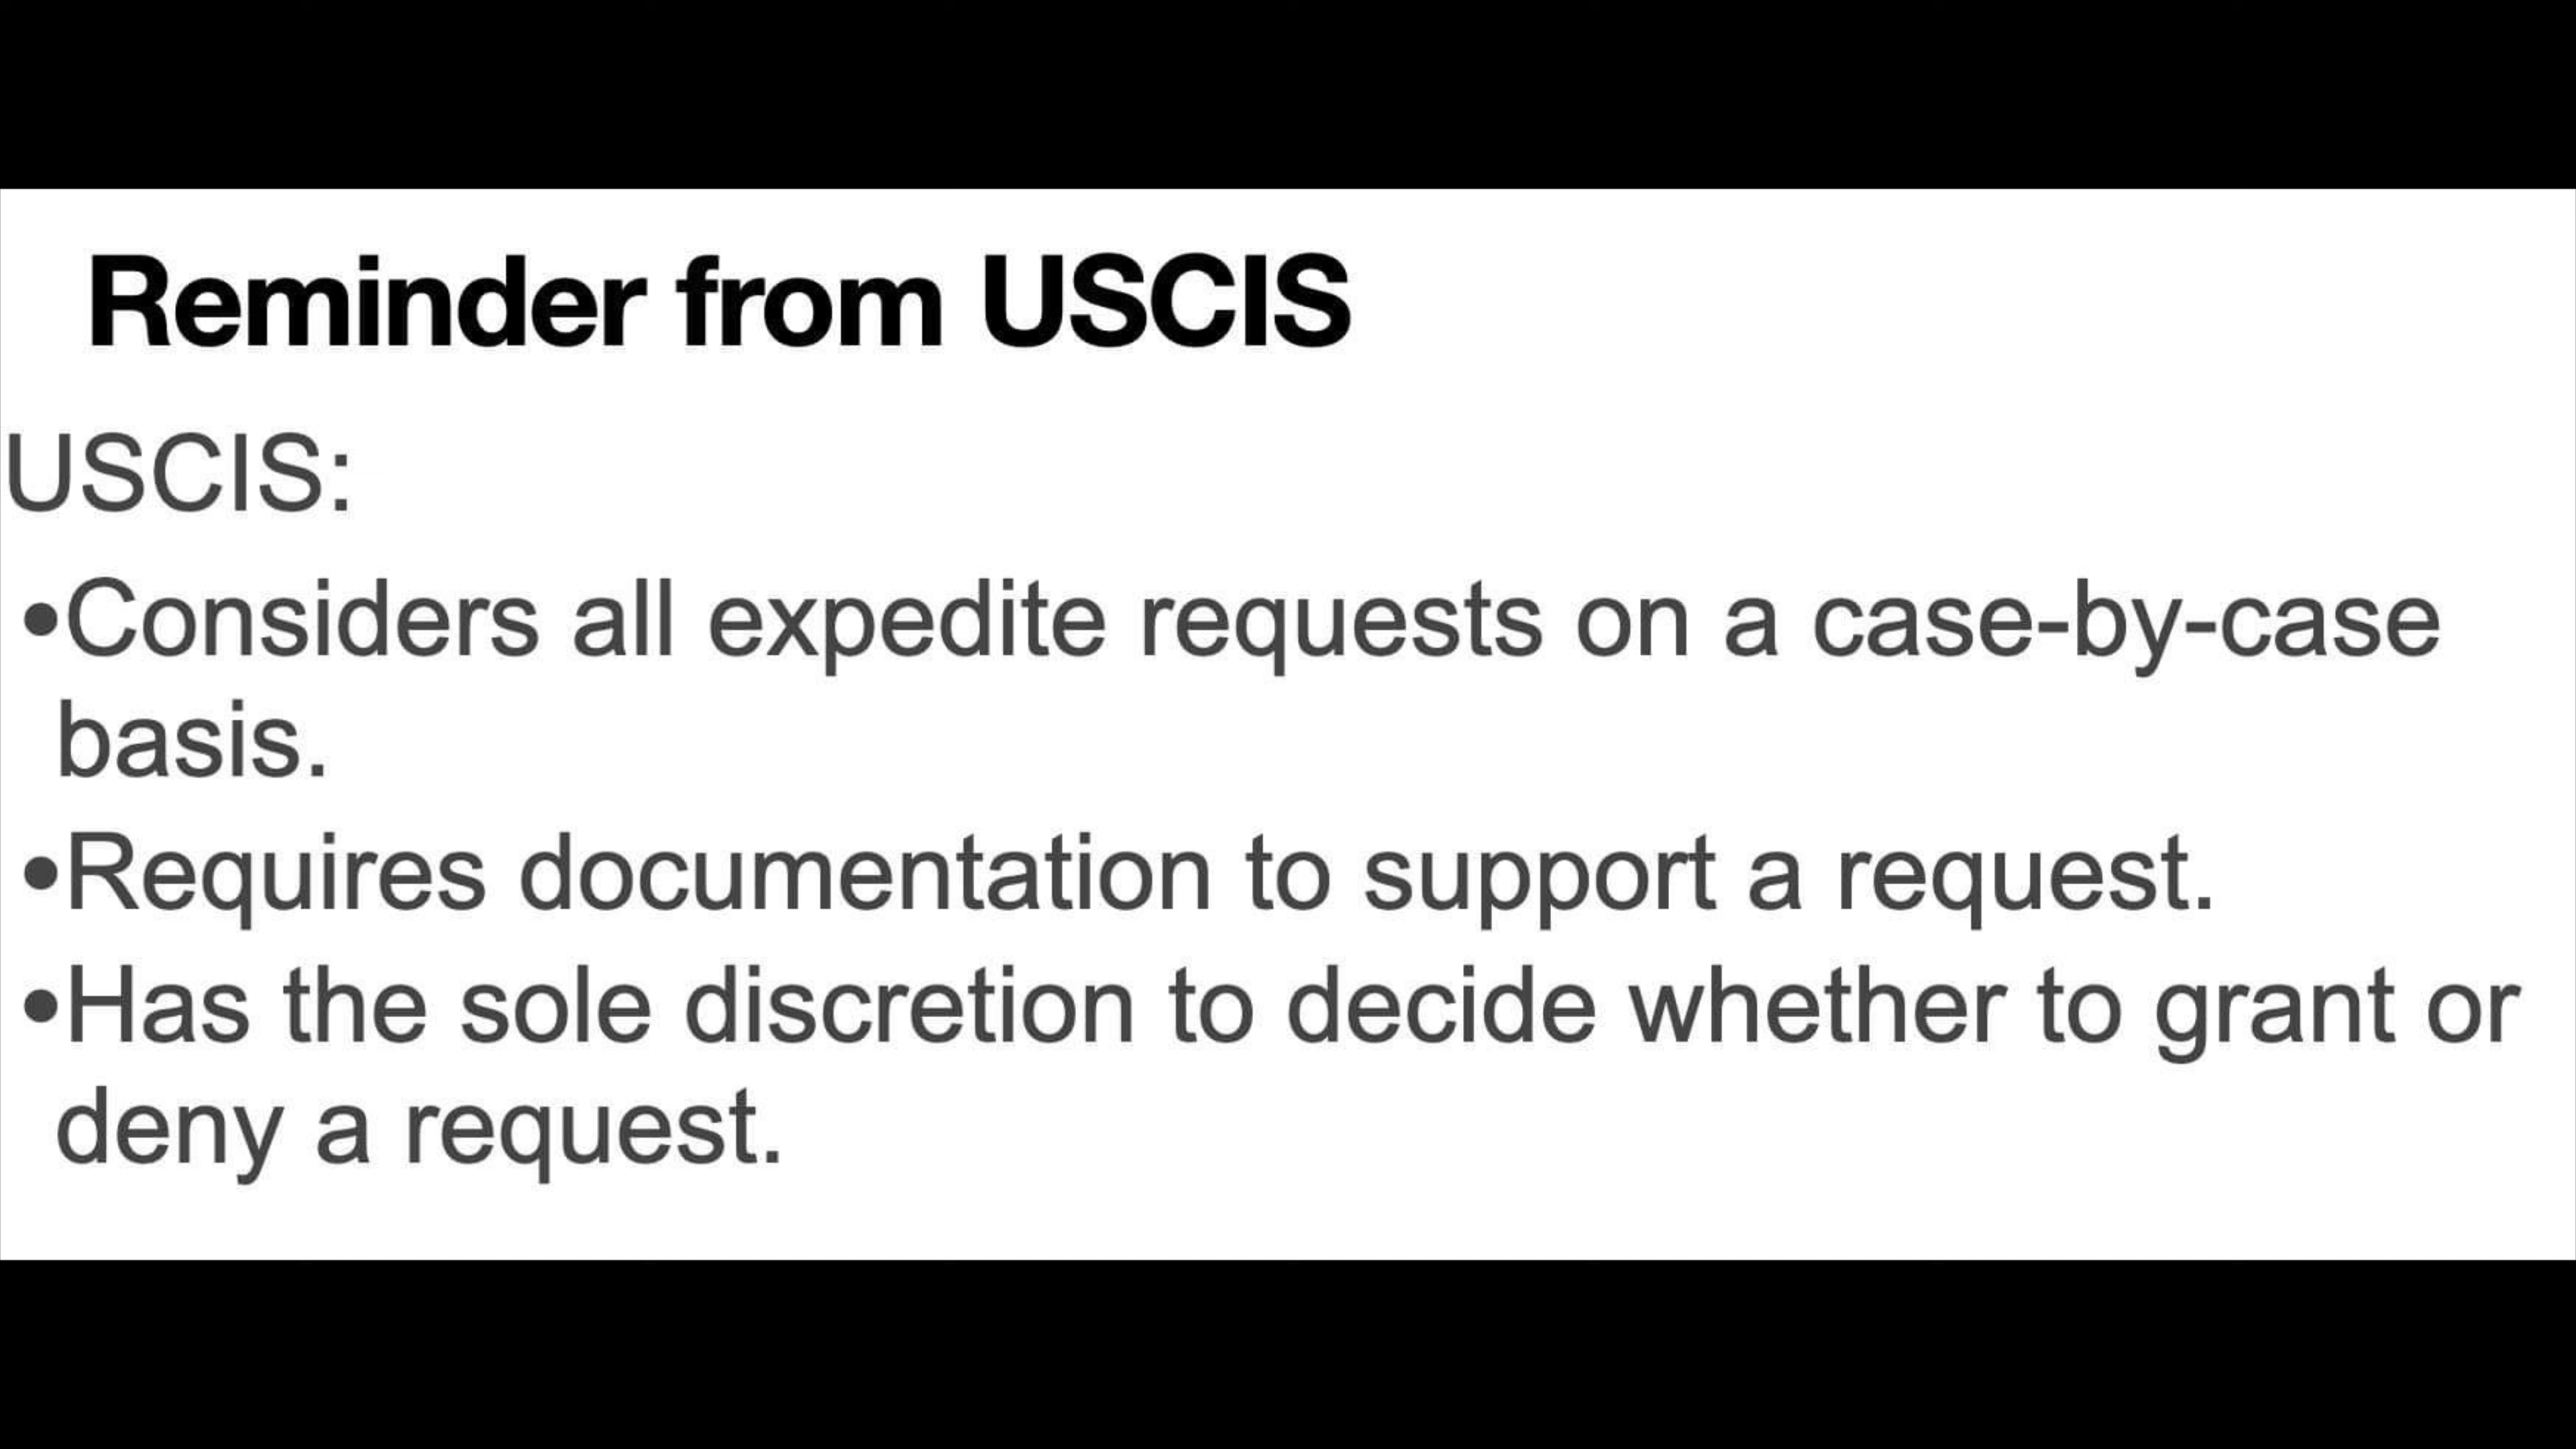 Reminder from USCIS
USCIS:
•Considers all expedite requests on a case-by-case
basis.
•Requires documentation to support a request.
•Has the sole discretion to decide whether to grant or
deny a request.